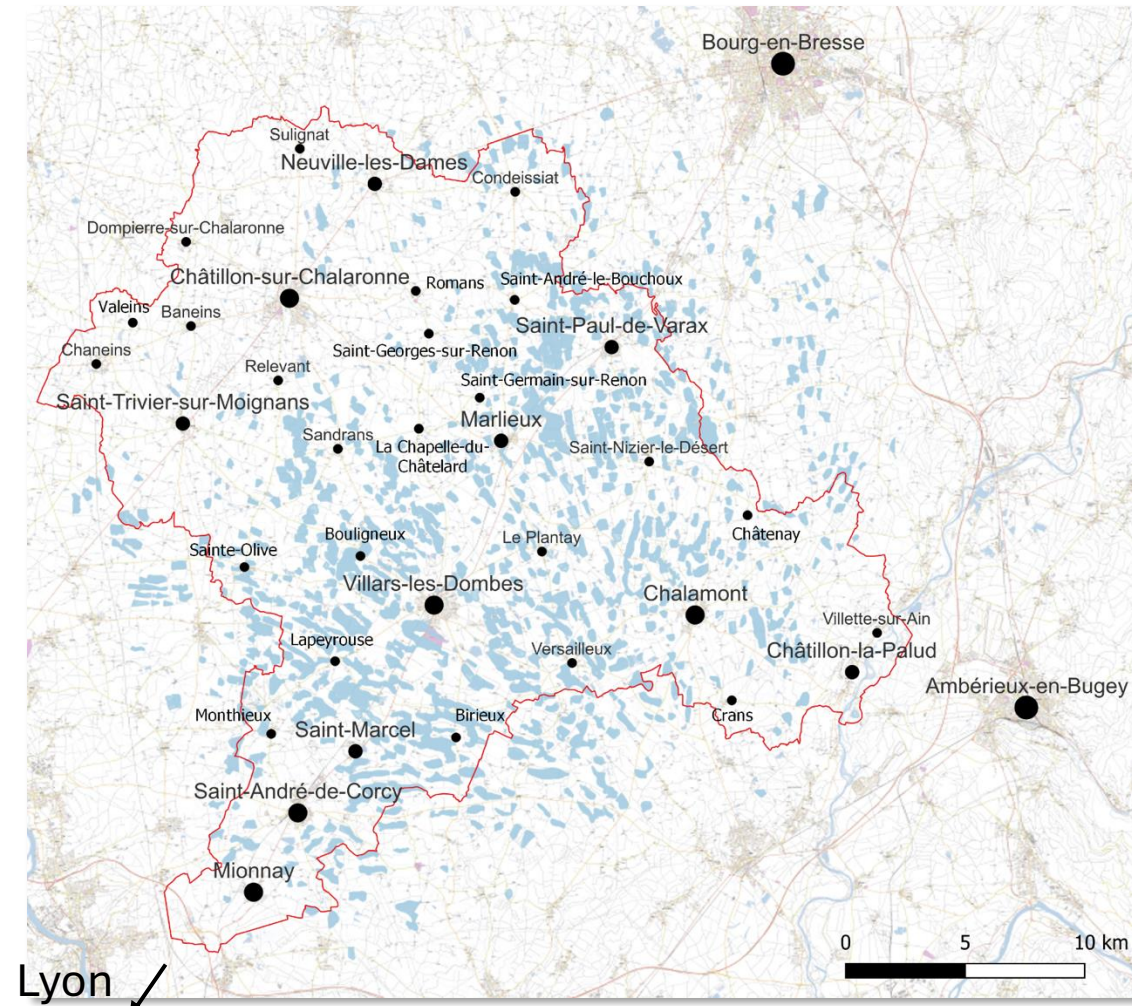 Bourg-en-Bresse
Sulignat
Neuville-les-Dames
Condeissiat
Dompierre-sur-Chalaronne
Châtillon-sur-Chalaronne
Romans
Saint-André-le-Bouchoux
Valeins
Baneins
Saint-Paul-de-Varax
Chaneins
Saint-Georges-sur-Renon
Relevant
Saint-Germain-sur-Renon
Saint-Trivier-sur-Moignans
Marlieux
Sandrans
La Chapelle-du-
Châtelard
Saint-Nizier-le-Désert
Bouligneux
Le Plantay
Châtenay
Sainte-Olive
Villars-les-Dombes
Chalamont
Villette-sur-Ain
Lapeyrouse
Versailleux
Châtillon-la-Palud
Ambérieux-en-Bugey
Monthieux
Birieux
Crans
Saint-Marcel
Saint-André-de-Corcy
Mionnay
0 5 10 km
Lyon